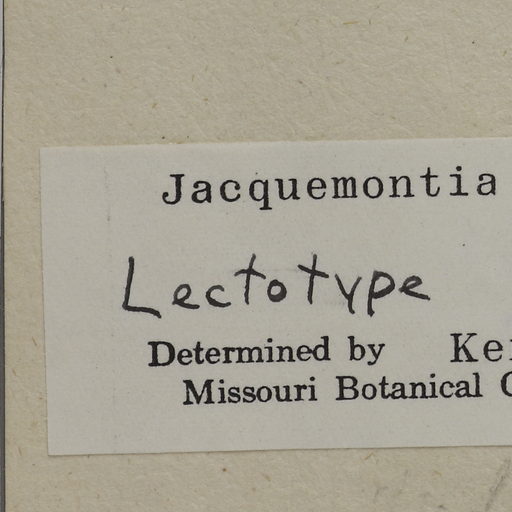 Jacquemontia
Lectotype
Determined by
Missouri Botanical